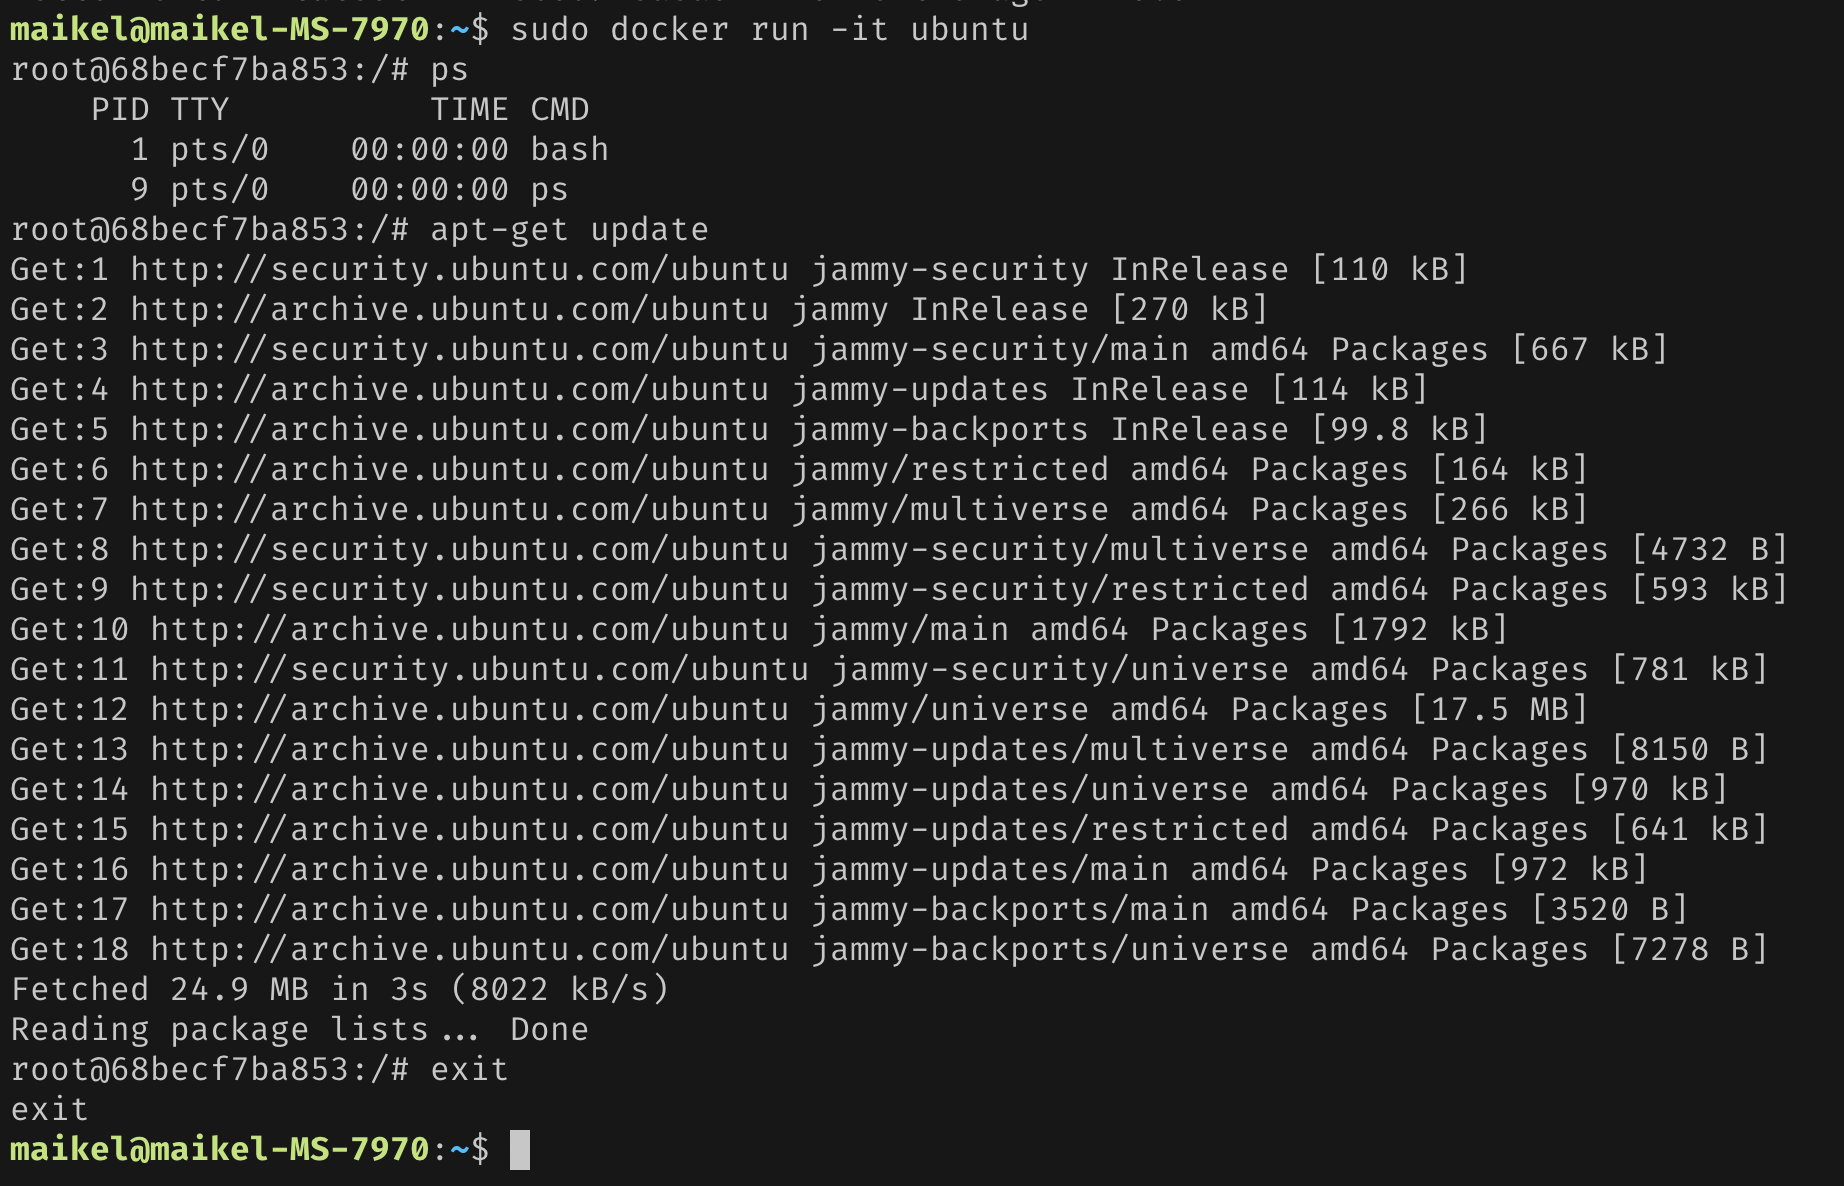 maikel@maikel-MS-7970:~$ sudo docker run -it ubuntu
root@68becf7ba853:/# ps
    PID TTY          TIME CMD
      1 pts/0    00:00:00 bash
      9 pts/0    00:00:00 ps
root@68becf7ba853:/# apt-get update
Get:1 http://security.ubuntu.com/ubuntu jammy-security InRelease [110 kB]
Get:2 http://archive.ubuntu.com/ubuntu jammy InRelease [270 kB]
Get:3 http://security.ubuntu.com/ubuntu jammy-security/main amd64 Packages [667 kB]
Get:4 http://archive.ubuntu.com/ubuntu jammy-updates InRelease [114 kB]
Get:5 http://archive.ubuntu.com/ubuntu jammy-backports InRelease [99.8 kB]
Get:6 http://archive.ubuntu.com/ubuntu jammy/restricted amd64 Packages [164 kB]
Get:7 http://archive.ubuntu.com/ubuntu jammy/multiverse amd64 Packages [266 kB]
Get:8 http://security.ubuntu.com/ubuntu jammy-security/multiverse amd64 Packages [4732 B]
Get:9 http://security.ubuntu.com/ubuntu jammy-security/restricted amd64 Packages [593 kB]
Get:10 http://archive.ubuntu.com/ubuntu jammy/main amd64 Packages [1792 kB]
Get:11 http://security.ubuntu.com/ubuntu jammy-security/universe amd64 Packages [781 kB]
Get:12 http://archive.ubuntu.com/ubuntu jammy/universe amd64 Packages [17.5 MB]
Get:13 http://archive.ubuntu.com/ubuntu jammy-updates/multiverse amd64 Packages [8150 B]
Get:14 http://archive.ubuntu.com/ubuntu jammy-updates/universe amd64 Packages [970 kB]
Get:15 http://archive.ubuntu.com/ubuntu jammy-updates/restricted amd64 Packages [641 kB]
Get:16 http://archive.ubuntu.com/ubuntu jammy-updates/main amd64 Packages [972 kB]
Get:17 http://archive.ubuntu.com/ubuntu jammy-backports/main amd64 Packages [3520 B]
Get:18 http://archive.ubuntu.com/ubuntu jammy-backports/universe amd64 Packages [7278 B]
Fetched 24.9 MB in 3s (8022 kB/s)
Reading package lists... Done
root@68becf7ba853:/# exit
exit
maikel@maikel-MS-7970:~$